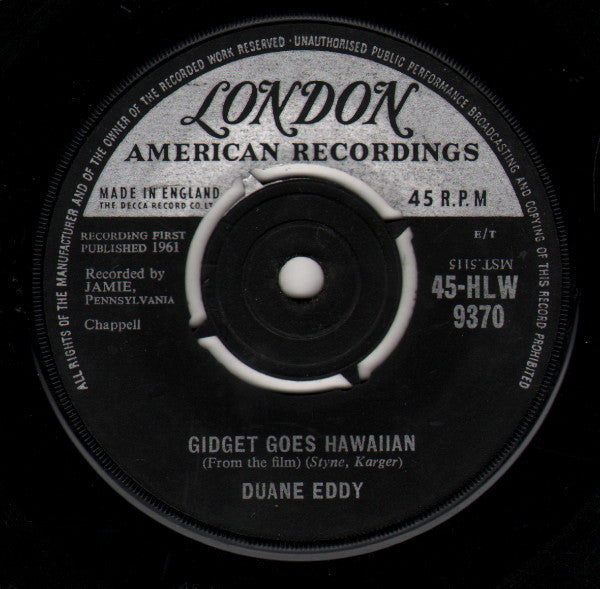 ALL RIGHTS OF THE MANUFACTURER AND OF THE OWNER OF THE RECORDED WORK RESERVED · UNAUTHORISED PUBLIC PERFORMANCE BROADCASTING AND COPYING OF THIS RECORD PROHIBITED
LONDON
AMERICAN RECORDINGS
MADE IN ENGLAND
THE DECCA RECORD CO. LTD
45 R.P.M
RECORDING FIRST
PUBLISHED 1961
E/T
Recorded by
JAMIE,
PENNSYLVANIA
MST.5115
45-HLW
9370
Chappell
GIDGET GOES HAWAIIAN
(From the film) (Styne, Karger)
DUANE EDDY